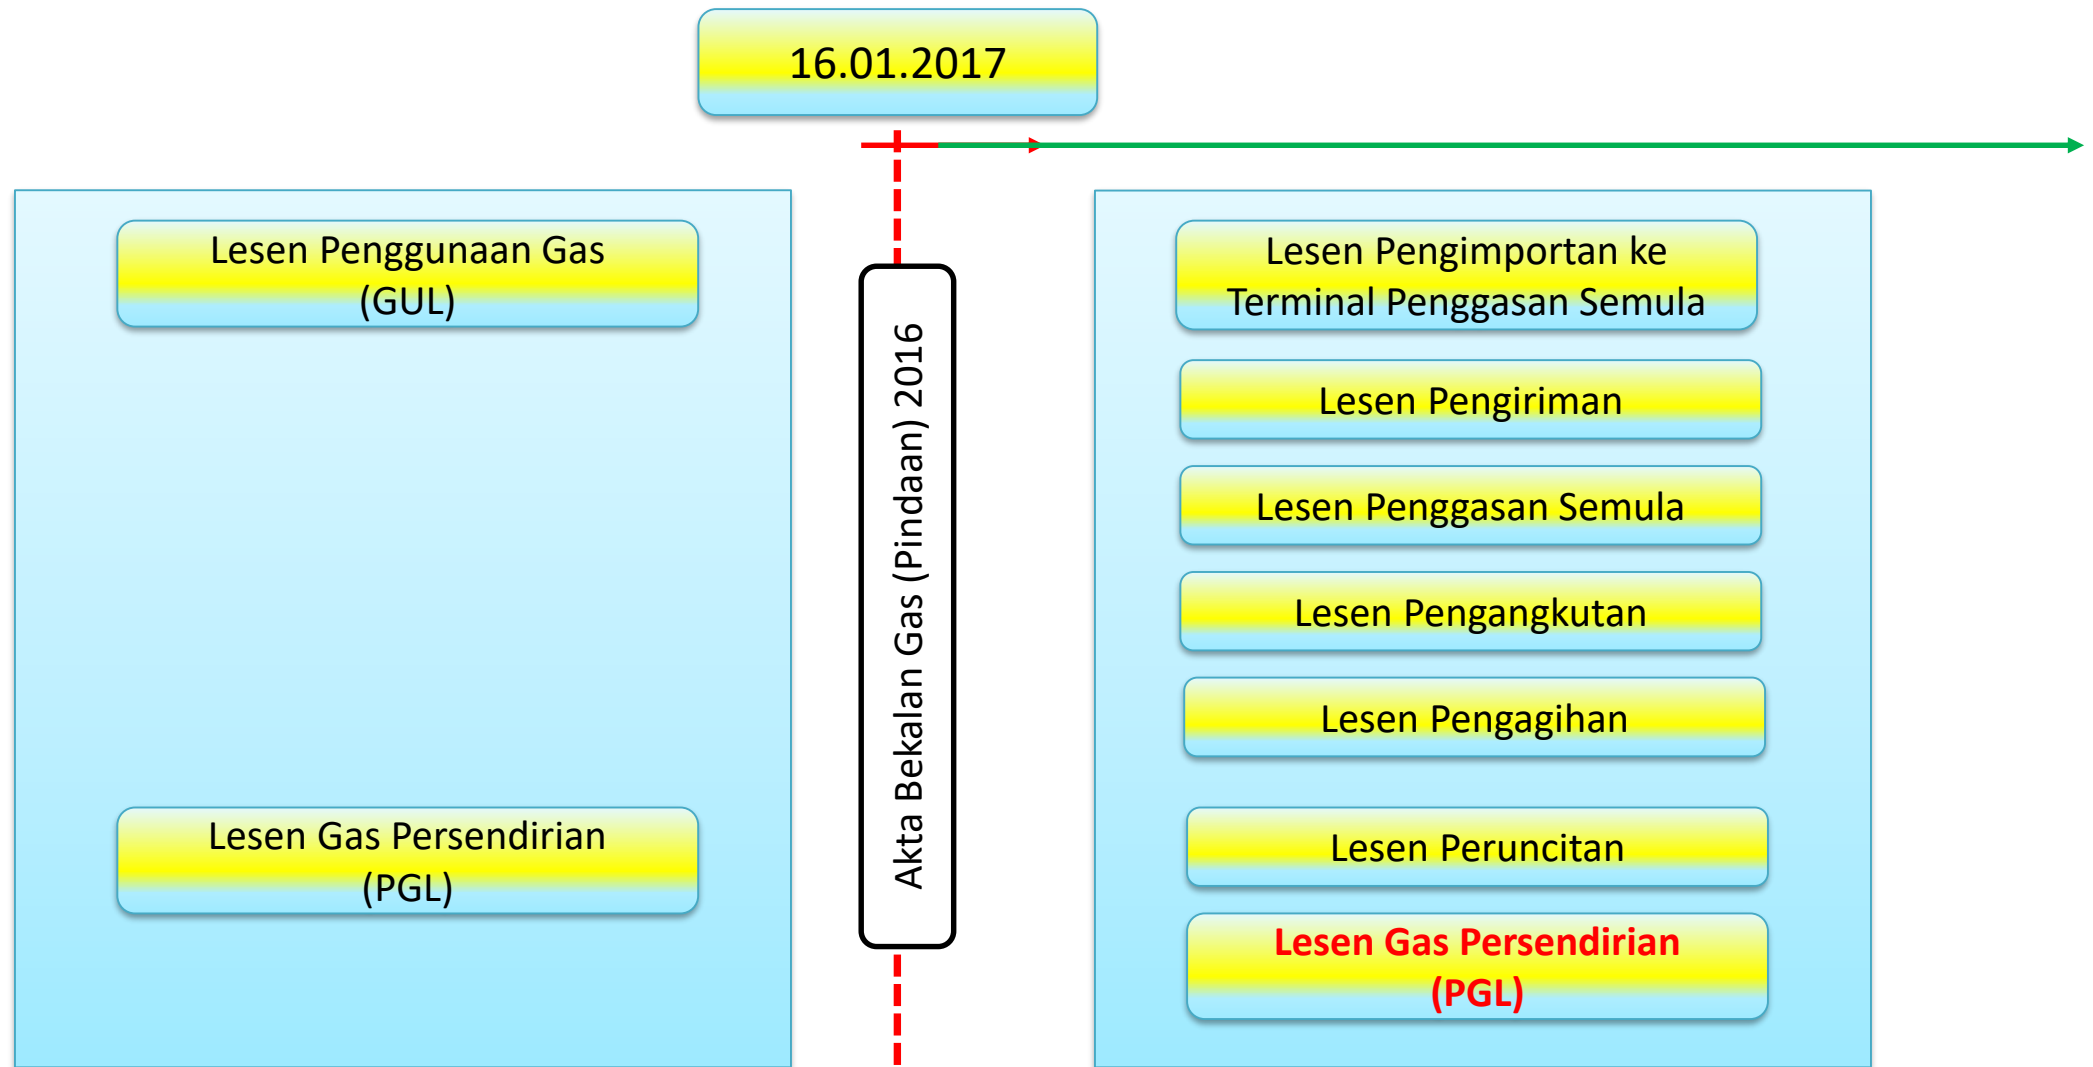 16.01.2017
Lesen Penggunaan Gas
(GUL)
Lesen Gas Persendirian
(PGL)
Akta Bekalan Gas (Pindaan) 2016
Lesen Pengimportan ke
Terminal Penggasan Semula
Lesen Pengiriman
Lesen Penggasan Semula
Lesen Pengangkutan
Lesen Pengagihan
Lesen Peruncitan
Lesen Gas Persendirian
(PGL)